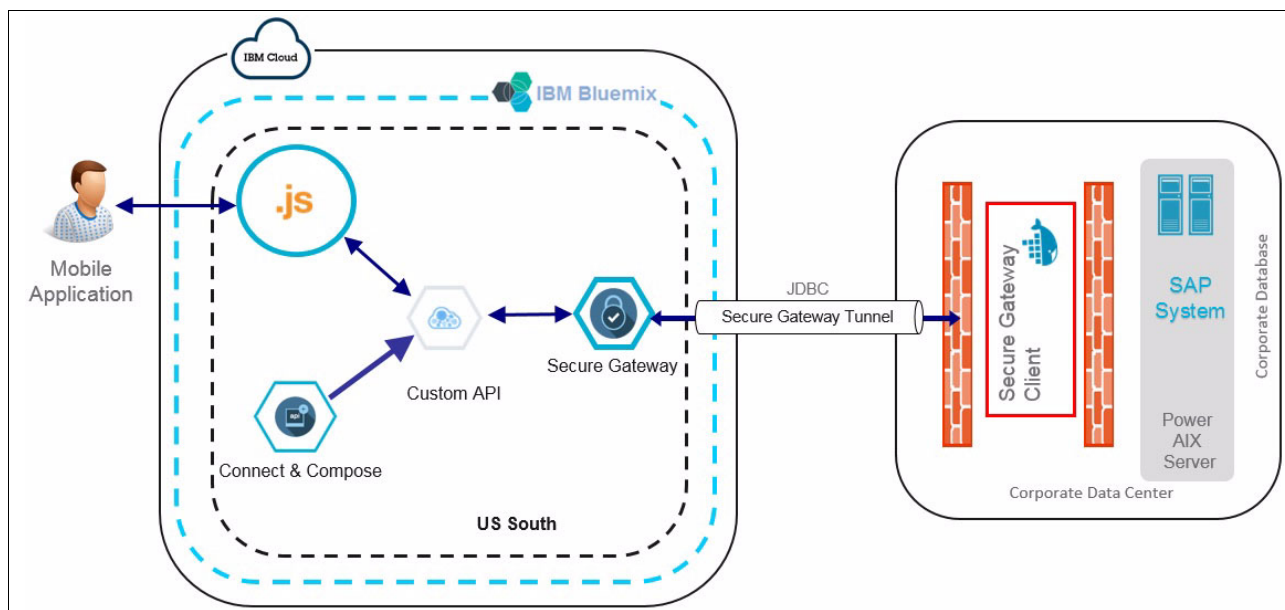 IBM Cloud
IBM Bluemix
.js
Mobile
Application
Custom API
api
Connect & Compose
Secure Gateway
US South
JDBC
Secure Gateway Tunnel
Secure Gateway
Client
SAP
System
Power
AIX
Server
Corporate Database
Corporate Data Center